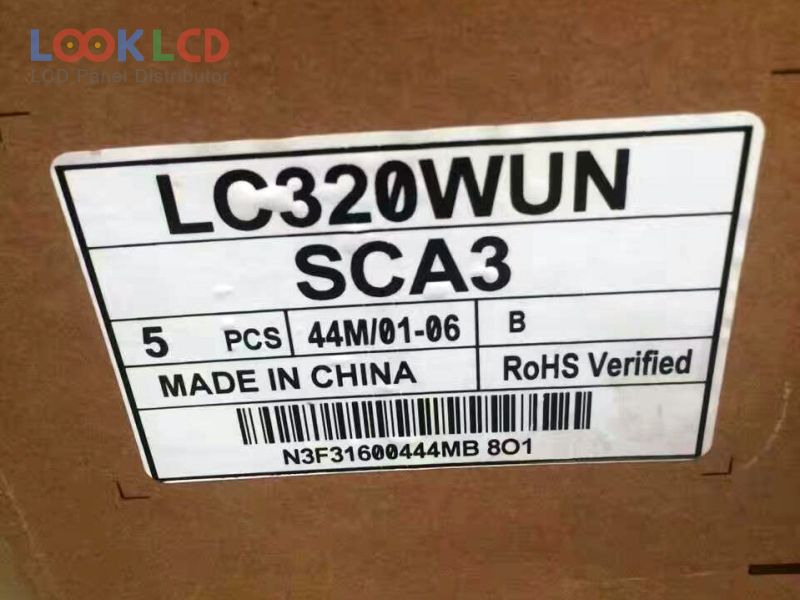 LOOKLCD
LCD Panel Distributor
LC320WUN
SCA3
5 PCS 44M/01-06 B
MADE IN CHINA RoHS Verified
N3F31600444MB 8O1